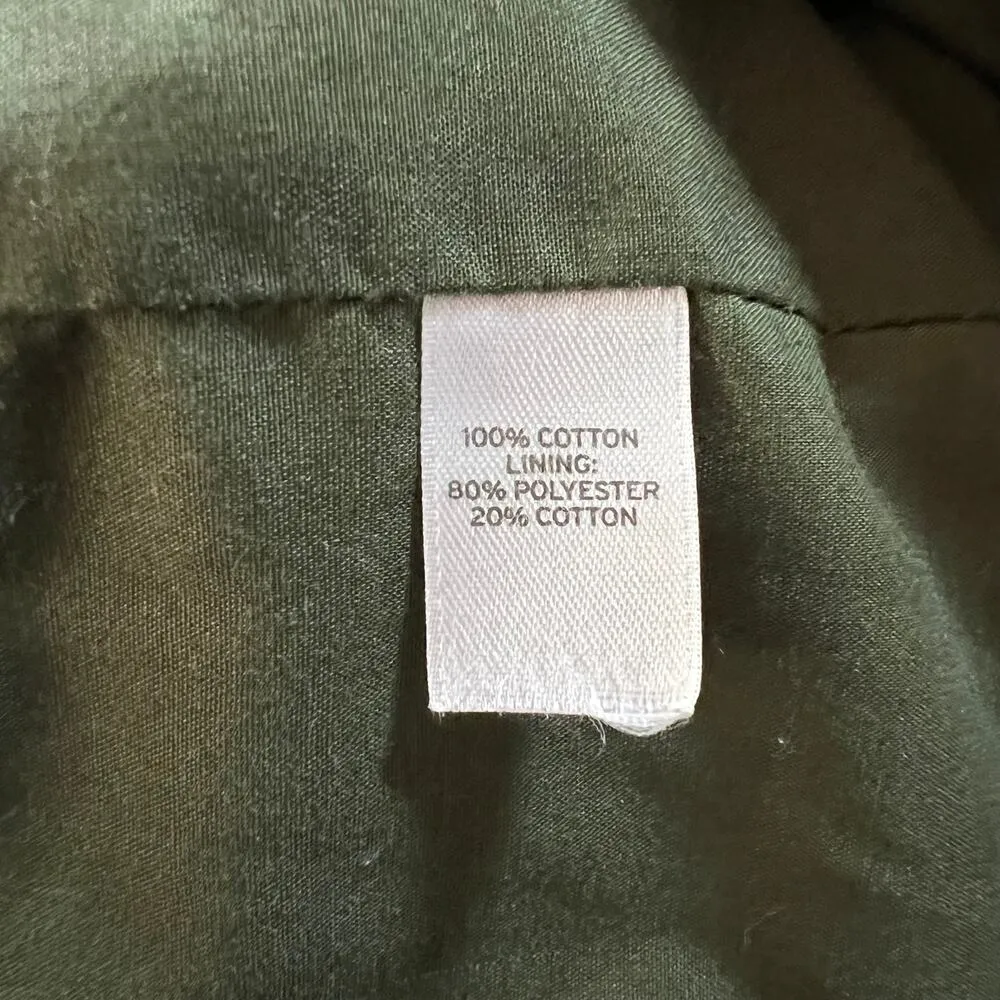 100% COTTON
LINING:
80% POLYESTER
20% COTTON